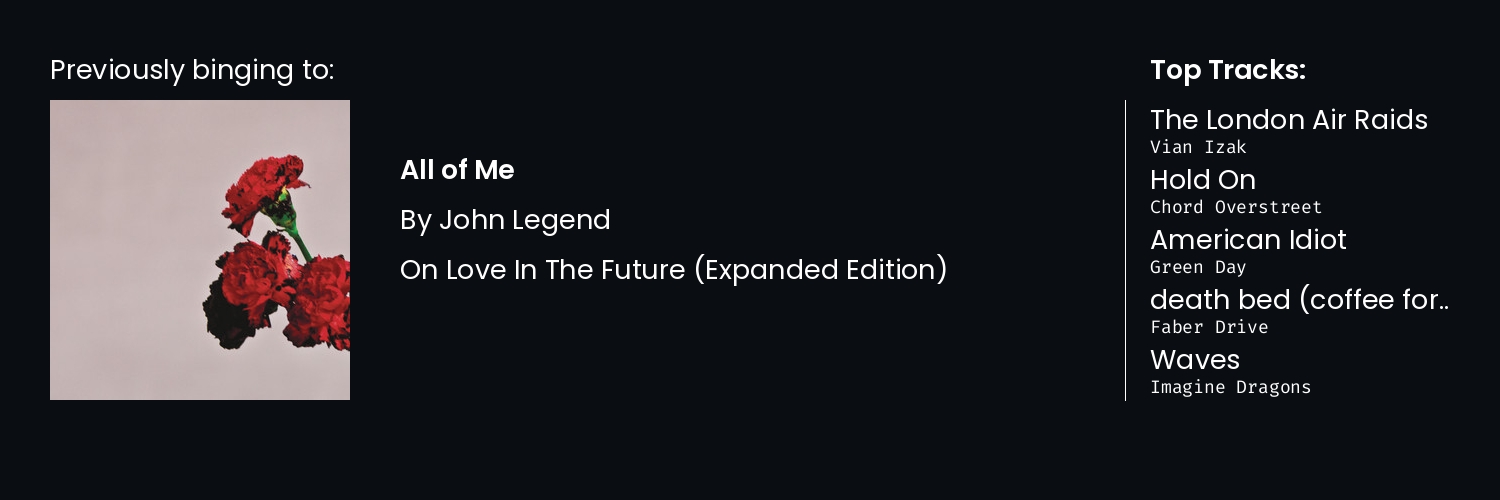 Previously binging to:
All of Me
By John Legend
On Love In The Future (Expanded Edition)
Top Tracks:
The London Air Raids
Vian Izak
Hold On
Chord Overstreet
American Idiot
Green Day
death bed (coffee for..
Faber Drive
Waves
Imagine Dragons